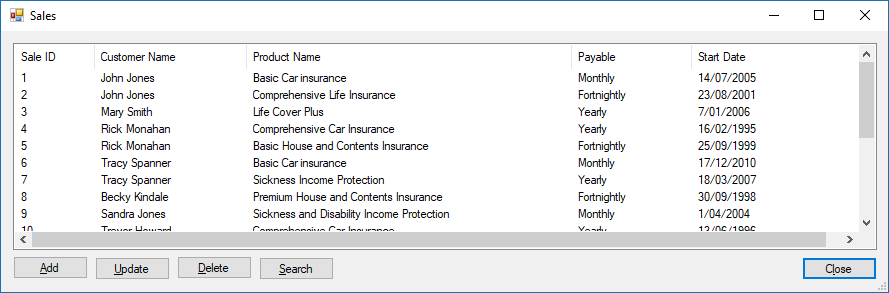 Sales
Sale ID Customer Name Product Name Payable Start Date
1 John Jones Basic Car insurance Monthly 14/07/2005
2 John Jones Comprehensive Life Insurance Fortnightly 23/08/2001
3 Mary Smith Life Cover Plus Yearly 7/01/2006
4 Rick Monahan Comprehensive Car Insurance Yearly 16/02/1995
5 Rick Monahan Basic House and Contents Insurance Fortnightly 25/09/1999
6 Tracy Spanner Basic Car insurance Monthly 17/12/2010
7 Tracy Spanner Sickness Income Protection Yearly 18/03/2007
8 Becky Kindale Premium House and Contents Insurance Fortnightly 30/09/1998
9 Sandra Jones Sickness and Disability Income Protection Monthly 1/04/2004
10 Trevor Howard Comprehensive Car Insurance Yearly 12/06/1996
Add Update Delete Search Close